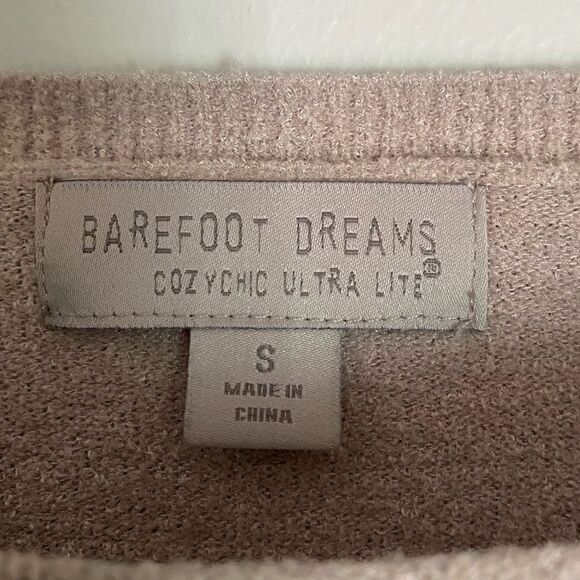 BAREFOOT DREAMS
COZYCHIC ULTRA LITE
S
MADE IN
CHINA